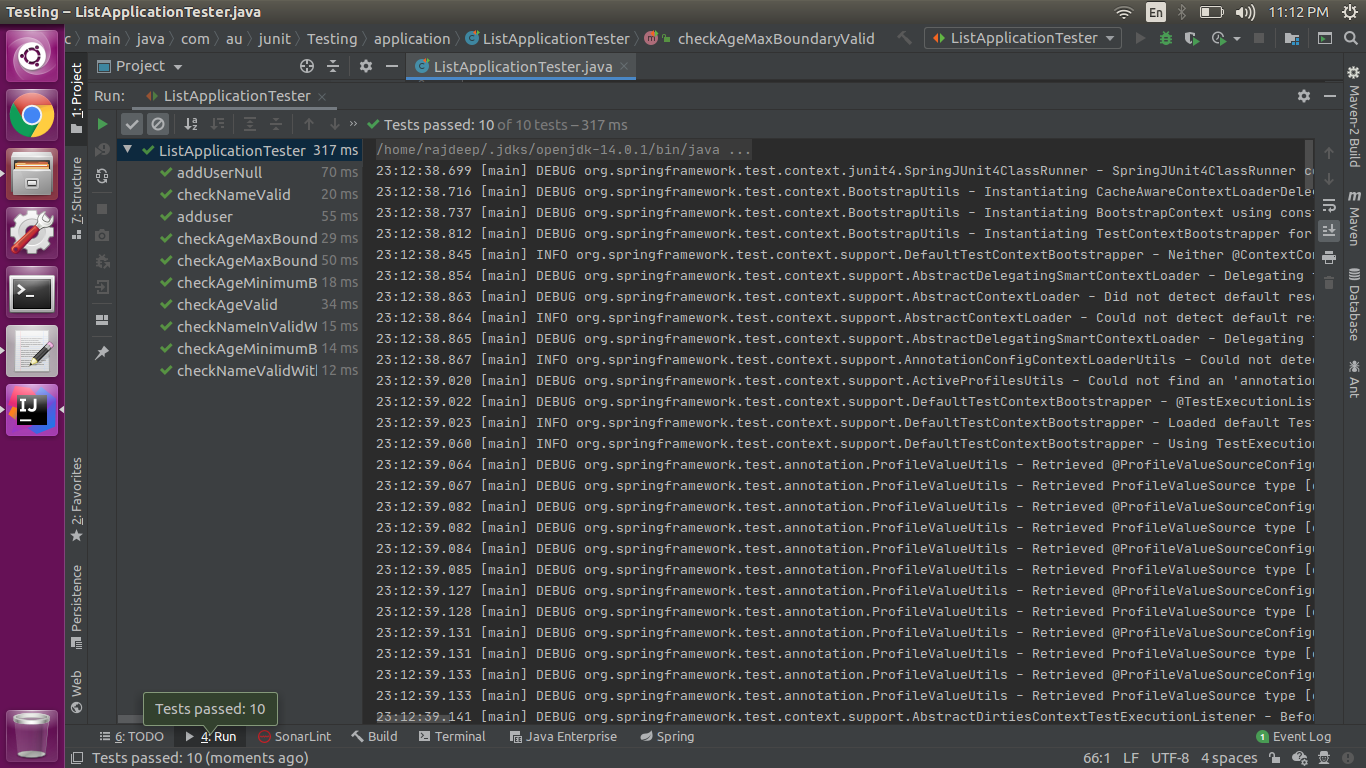 Testing – ListApplicationTester.java
En
11:12 PM
c main java com au junit Testing application ListApplicationTester checkAgeMaxBoundaryValid
ListApplicationTester
Project
ListApplicationTester.java
Run: ListApplicationTester
Tests passed: 10 of 10 tests – 317 ms
ListApplicationTester 317 ms
addUserNull 70 ms
checkNameValid 20 ms
adduser 55 ms
checkAgeMaxBound 29 ms
checkAgeMaxBound 50 ms
checkAgeMinimumB 18 ms
checkAgeValid 34 ms
checkNameInValidW 15 ms
checkAgeMinimumB 14 ms
checkNameValidWitl 12 ms
/home/rajdeep/.jdks/openjdk-14.0.1/bin/java ...
23:12:38.699 [main] DEBUG org.springframework.test.context.junit4.SpringJUnit4ClassRunner - SpringJUnit4ClassRunner c
23:12:38.716 [main] DEBUG org.springframework.test.context.BootstrapUtils - Instantiating CacheAwareContextLoaderDele
23:12:38.737 [main] DEBUG org.springframework.test.context.BootstrapUtils - Instantiating BootstrapContext using cons
23:12:38.812 [main] DEBUG org.springframework.test.context.BootstrapUtils - Instantiating TestContextBootstrapper for
23:12:38.845 [main] INFO org.springframework.test.context.support.DefaultTestContextBootstrapper - Neither @ContextCon
23:12:38.854 [main] DEBUG org.springframework.test.context.support.AbstractDelegatingSmartContextLoader - Delegating
23:12:38.863 [main] DEBUG org.springframework.test.context.support.AbstractContextLoader - Did not detect default res
23:12:38.864 [main] INFO org.springframework.test.context.support.AbstractContextLoader - Could not detect default res
23:12:38.865 [main] DEBUG org.springframework.test.context.support.AbstractDelegatingSmartContextLoader - Delegating
23:12:38.867 [main] INFO org.springframework.test.context.support.AnnotationConfigContextLoaderUtils - Could not dete
23:12:39.020 [main] DEBUG org.springframework.test.context.support.ActiveProfilesUtils - Could not find an 'annotation
23:12:39.022 [main] DEBUG org.springframework.test.context.support.DefaultTestContextBootstrapper - @TestExecutionList
23:12:39.023 [main] INFO org.springframework.test.context.support.DefaultTestContextBootstrapper - Loaded default Test
23:12:39.060 [main] INFO org.springframework.test.context.support.DefaultTestContextBootstrapper - Using TestExecution
23:12:39.064 [main] DEBUG org.springframework.test.annotation.ProfileValueUtils - Retrieved @ProfileValueSourceConfigu
23:12:39.067 [main] DEBUG org.springframework.test.annotation.ProfileValueUtils - Retrieved ProfileValueSource type [c
23:12:39.082 [main] DEBUG org.springframework.test.annotation.ProfileValueUtils - Retrieved @ProfileValueSourceConfigu
23:12:39.082 [main] DEBUG org.springframework.test.annotation.ProfileValueUtils - Retrieved ProfileValueSource type [c
23:12:39.084 [main] DEBUG org.springframework.test.annotation.ProfileValueUtils - Retrieved @ProfileValueSourceConfigu
23:12:39.085 [main] DEBUG org.springframework.test.annotation.ProfileValueUtils - Retrieved ProfileValueSource type [c
23:12:39.127 [main] DEBUG org.springframework.test.annotation.ProfileValueUtils - Retrieved @ProfileValueSourceConfigu
23:12:39.128 [main] DEBUG org.springframework.test.annotation.ProfileValueUtils - Retrieved ProfileValueSource type [c
23:12:39.131 [main] DEBUG org.springframework.test.annotation.ProfileValueUtils - Retrieved @ProfileValueSourceConfigu
23:12:39.131 [main] DEBUG org.springframework.test.annotation.ProfileValueUtils - Retrieved ProfileValueSource type [c
23:12:39.133 [main] DEBUG org.springframework.test.annotation.ProfileValueUtils - Retrieved @ProfileValueSourceConfigu
23:12:39.133 [main] DEBUG org.springframework.test.annotation.ProfileValueUtils - Retrieved ProfileValueSource type [c
23:12:39.141 [main] DEBUG org.springframework.test.context.support.AbstractDirtiesContextTestExecutionListener - Befor
1: Project
7: Structure
2: Favorites
Persistence
Web
Maven-2 Build
m
Maven
Database
Ant
IJ
Tests passed: 10
6: TODO 4: Run SonarLint Build Terminal Java Enterprise Spring 1 Event Log
Tests passed: 10 (moments ago) 66:1 LF UTF-8 4 spaces